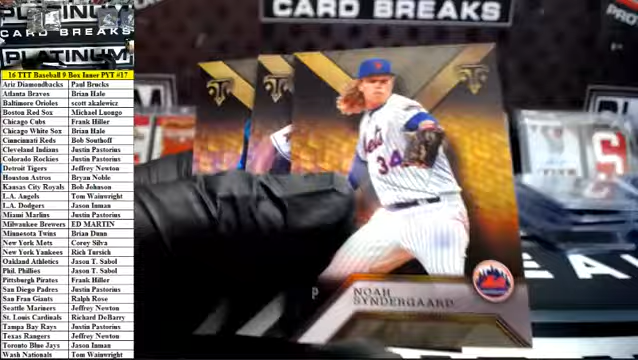 PLATINUM
CARD BREAKS
PLATINUM
CARD BREAKS
16 TTT Baseball 9 Box Inner PYT #17
Ariz Diamondbacks Paul Brucks
Atlanta Braves Brian Hale
Baltimore Orioles scott akalewicz
Boston Red Sox Michael Luongo
Chicago Cubs Frank Hiller
Chicago White Sox Brian Hale
Cinncinnati Reds Bob Southoff
Cleveland Indians Justin Pastorius
Colorado Rockies Justin Pastorius
Detroit Tigers Jeffrey Newton
Houston Astros Bryan Noble
Kansas City Royals Bob Johnson
L.A. Angels Tom Wainwright
L.A. Dodgers Jason Inman
Miami Marlins Justin Pastorius
Milwaukee Brewers ED MARTIN
Minnesota Twins Brian Dunn
New York Mets Corey Silva
New York Yankees Rich Tursich
Oakland Athletics Jason T. Sabol
Phil. Phillies Jason T. Sabol
Pittsburgh Pirates Frank Hiller
San Diego Padres Justin Pastorius
San Fran Giants Ralph Rose
Seattle Mariners Jeffrey Newton
St. Louis Cardinals Richard DeBarry
Tampa Bay Rays Justin Pastorius
Texas Rangers Jeffrey Newton
Toronto Blue Jays Jason Inman
Wash Nationals Tom Wainwright
Mets
34
NOAH
SYNDERGAARD